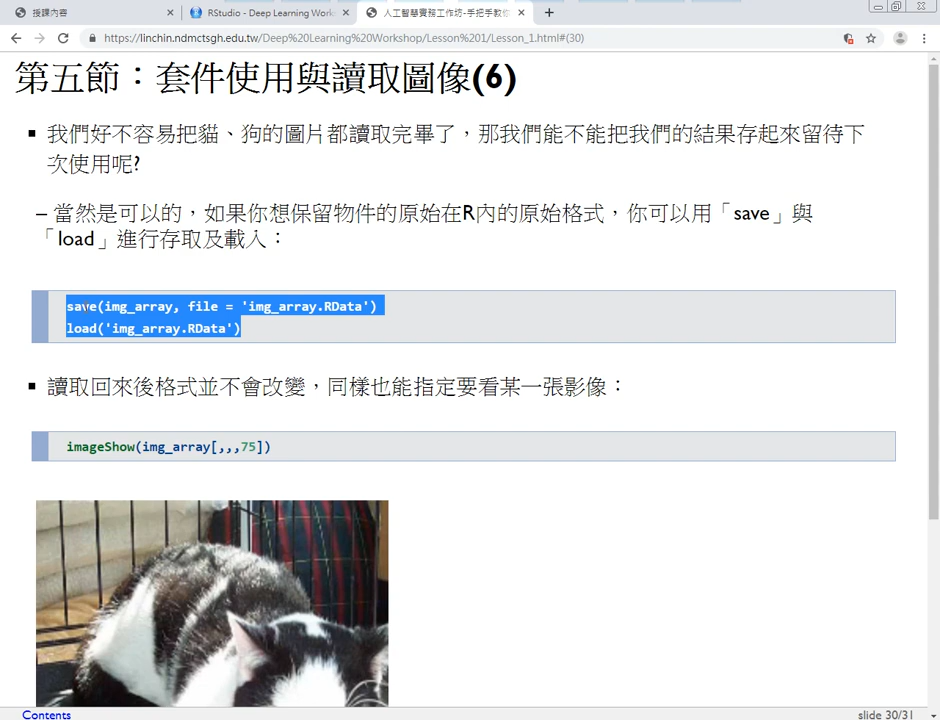 授課內容
RStudio - Deep Learning Work
人工智慧實務工作坊-手把手教你
https://linchin.ndmctsgh.edu.tw/Deep%20Learning%20Workshop/Lesson%201/Lesson_1.html#(30)
第五節：套件使用與讀取圖像(6)
我們好不容易把貓、狗的圖片都讀取完畢了，那我們能不能把我們的結果存起來留待下
次使用呢?
– 當然是可以的，如果你想保留物件的原始在R內的原始格式，你可以用「save」與
「load」進行存取及載入：
save(img_array, file = 'img_array.RData')
load('img_array.RData')
讀取回來後格式並不會改變，同樣也能指定要看某一張影像：
imageShow(img_array[,,,75])
Contents
slide 30/31